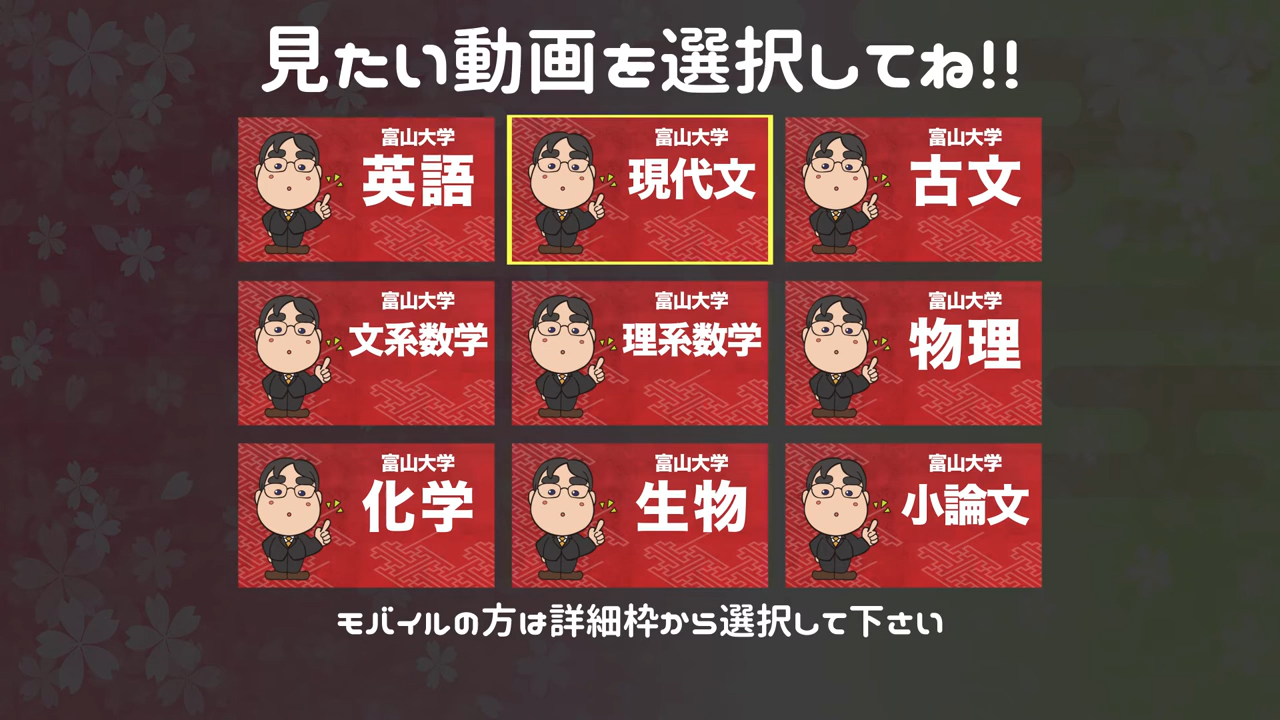 見たい動画を選択してね!!
富山大学
英語
富山大学
現代文
富山大学
古文
富山大学
文系数学
富山大学
理系数学
富山大学
物理
富山大学
化学
富山大学
生物
富山大学
小論文
モバイルの方は詳細枠から選択して下さい